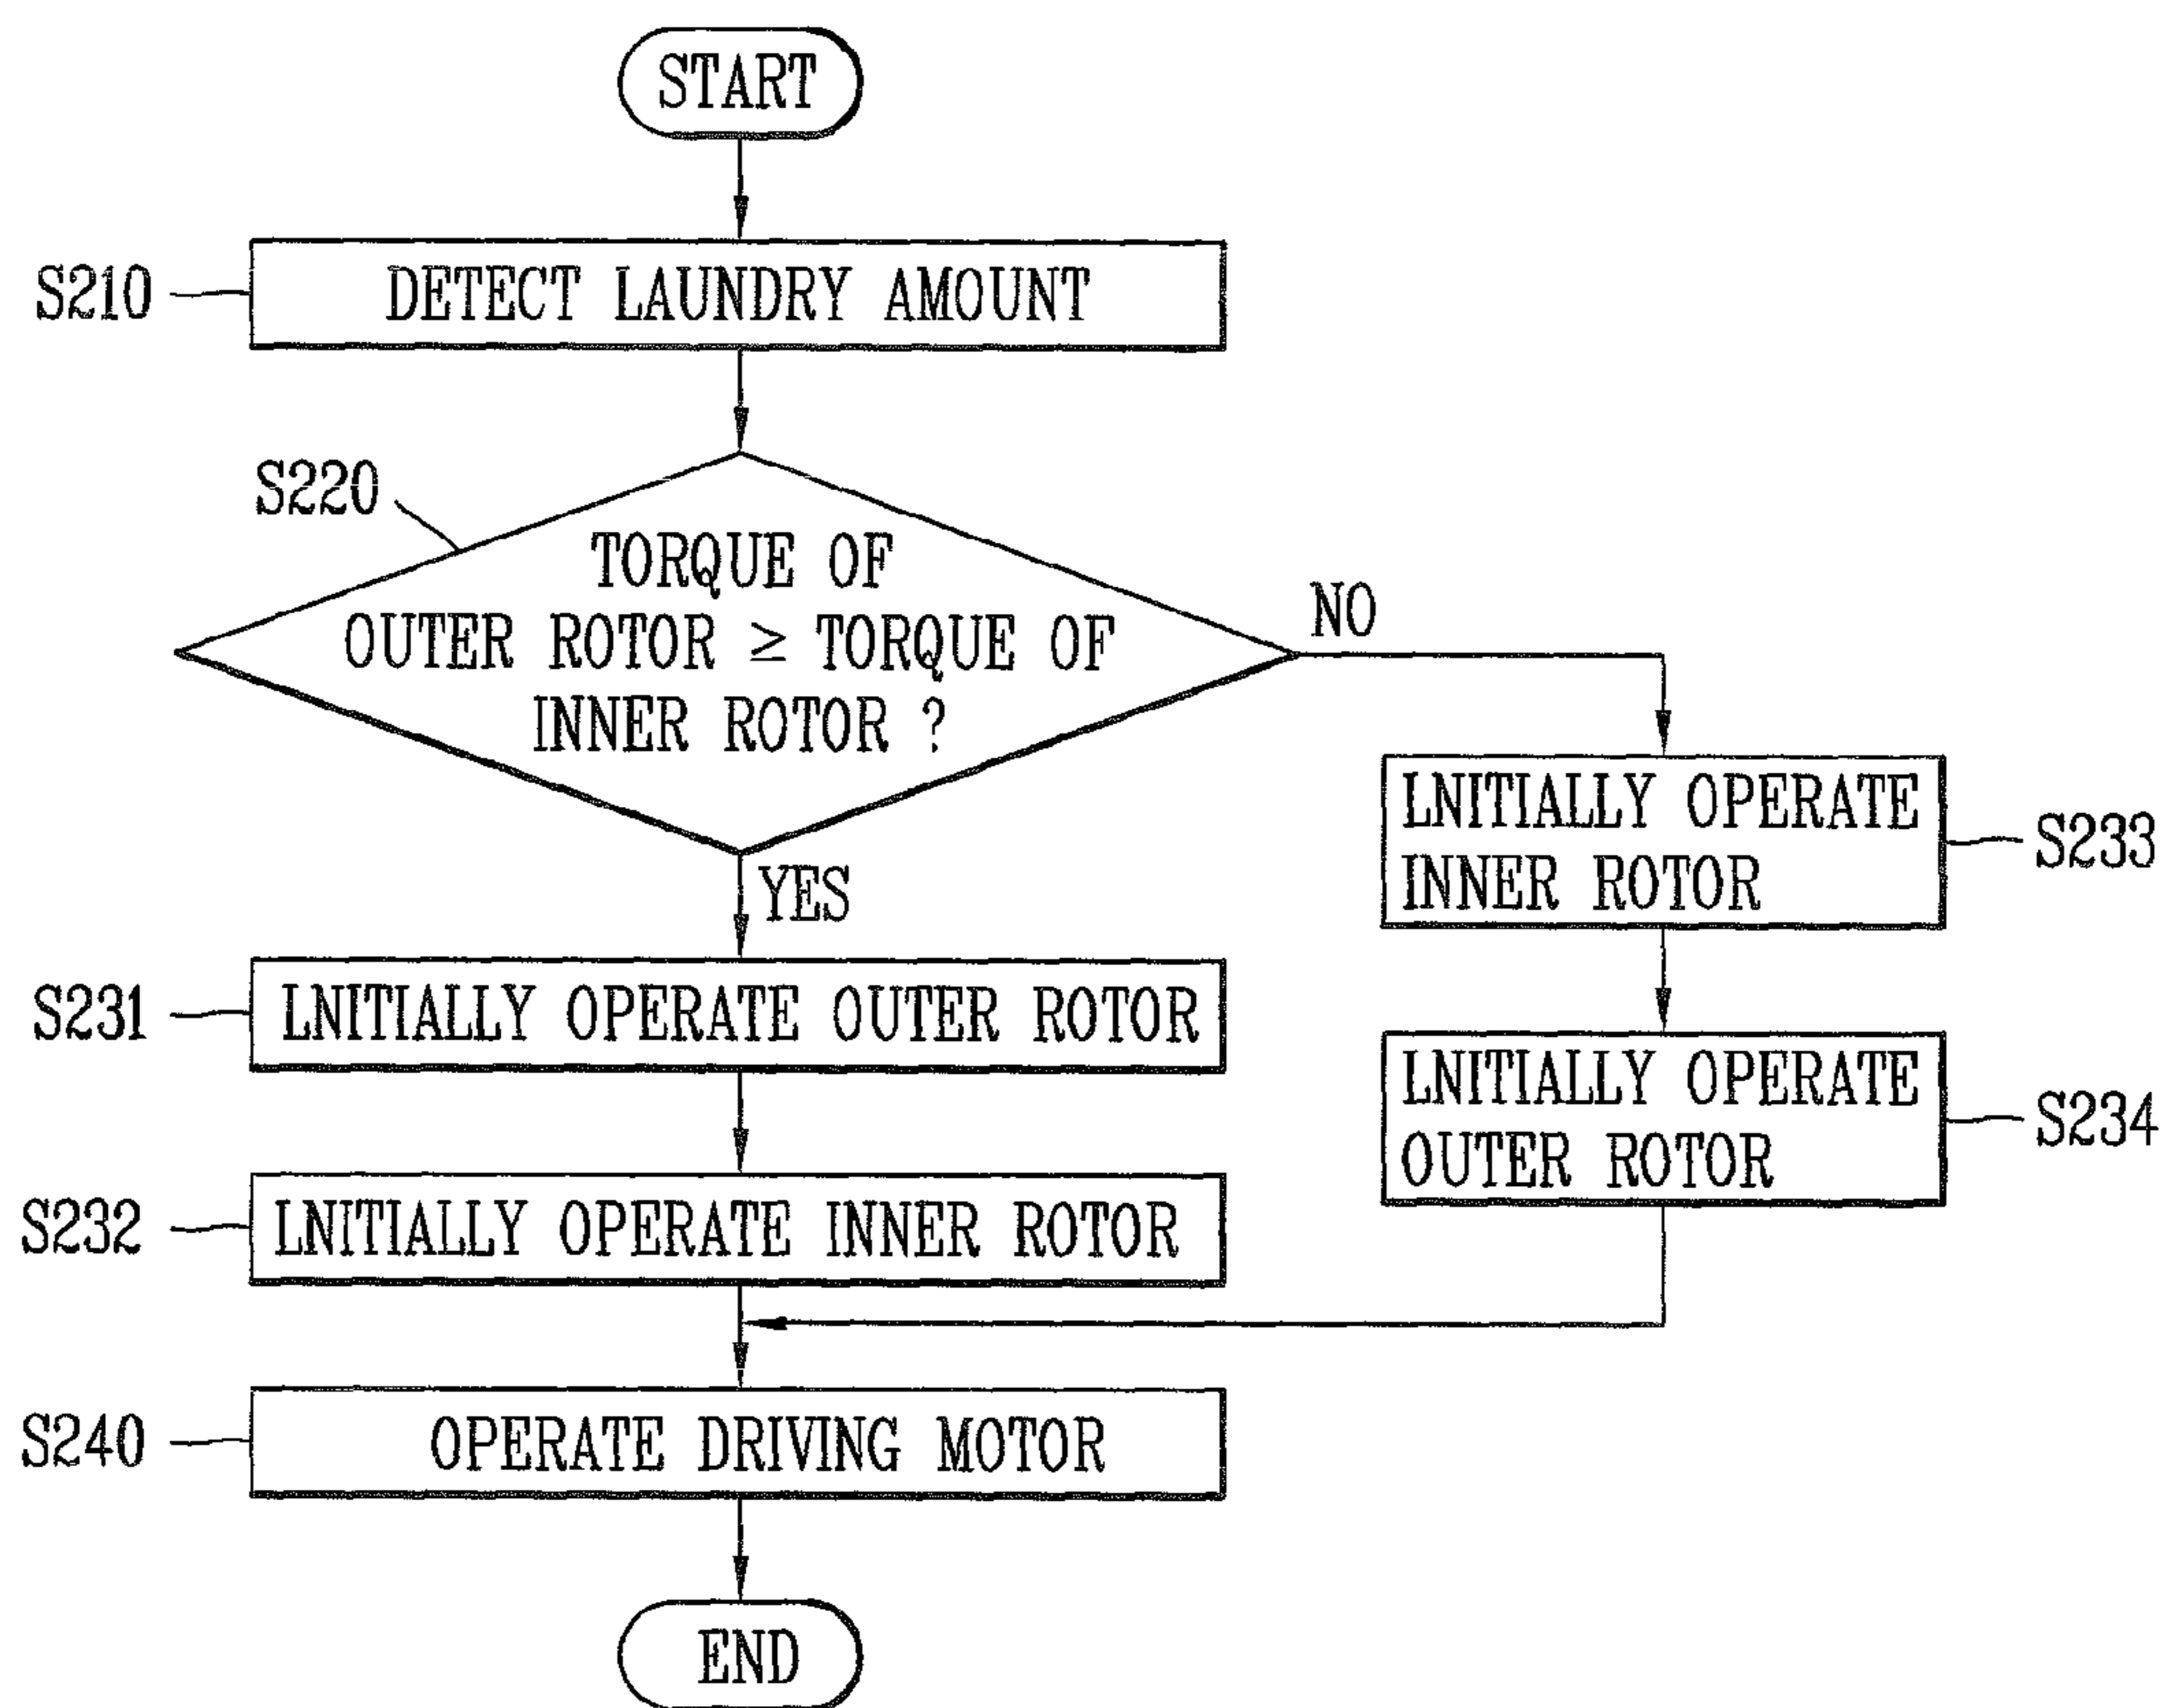 START
S210
DETECT LAUNDRY AMOUNT
S220
TORQUE OF
OUTER ROTOR ≥ TORQUE OF
INNER ROTOR ?
NO
YES
LNITIALLY OPERATE
INNER ROTOR
S233
S231
LNITIALLY OPERATE OUTER ROTOR
LNITIALLY OPERATE
OUTER ROTOR
S234
S232
LNITIALLY OPERATE INNER ROTOR
S240
OPERATE DRIVING MOTOR
END